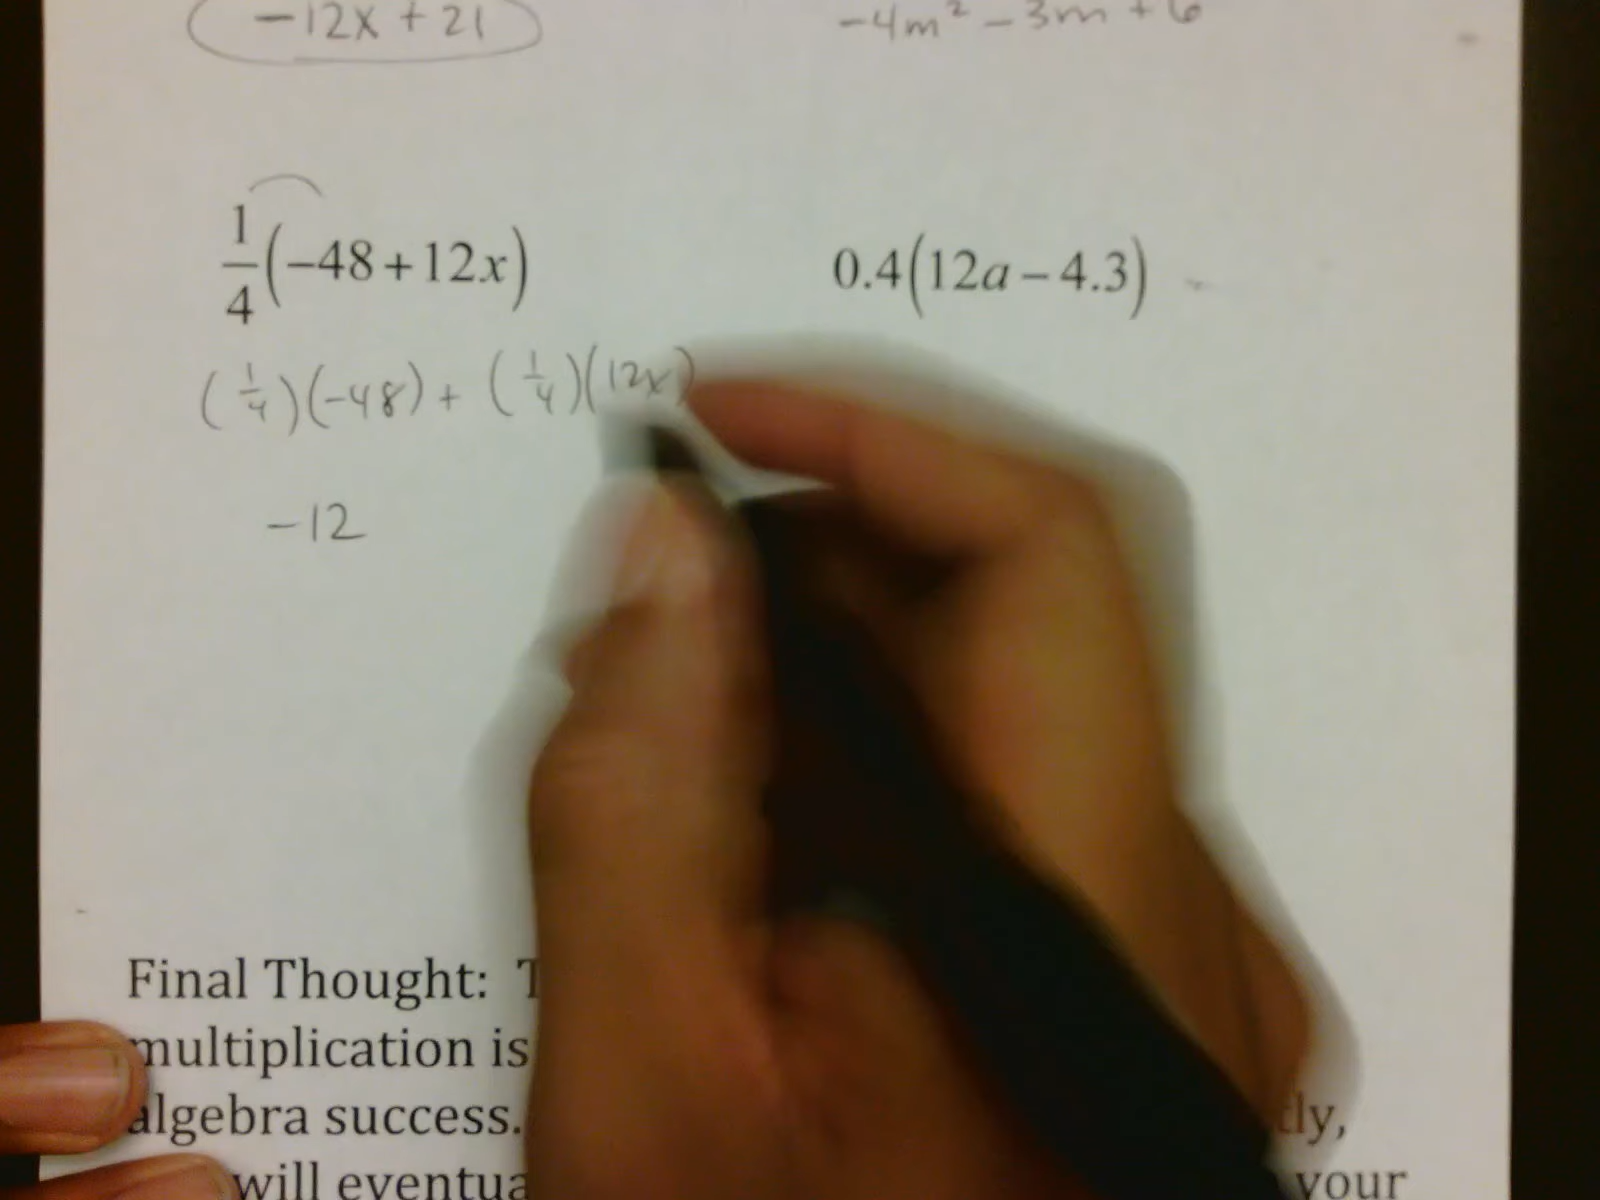 -12x + 21
-4m² - 3m + 6
1/4(-48+12x)
0.4(12a-4.3)
(1/4)(-48) + (1/4)(12x)
-12
Final Thought:
multiplication is
algebra success.
will eventua
your